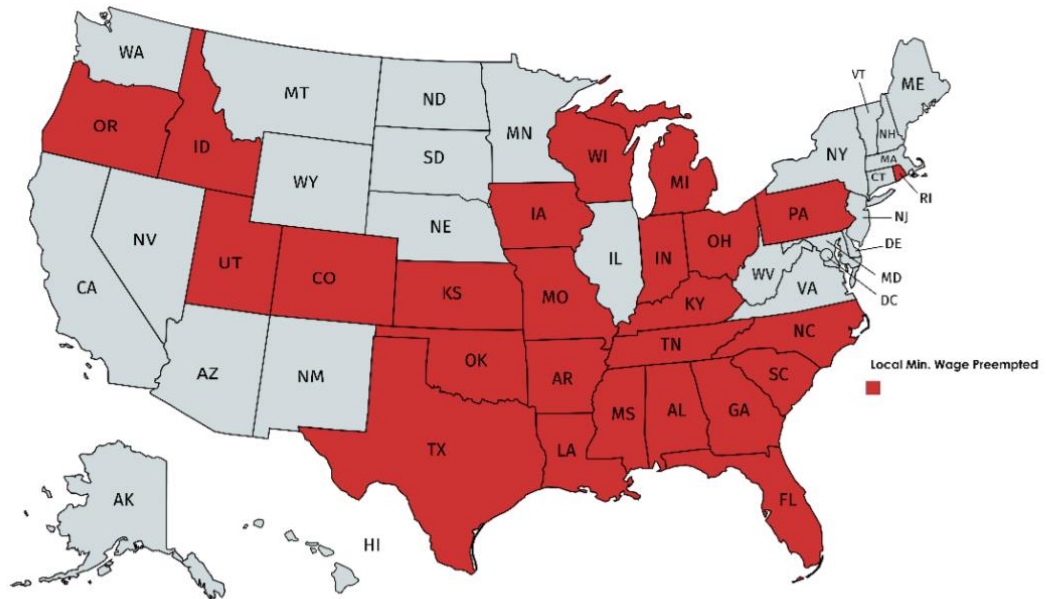 WA
MT
ND
MN
VT
ME
OR
ID
SD
WI
NY
NH
MA
CT
RI
WY
MI
IA
PA
NJ
NE
NV
UT
CO
IL
IN
OH
DE
WV
MD
VA
DC
CA
KS
MO
KY
NC
TN
AZ
NM
OK
AR
SC
Local Min. Wage Preempted
MS
AL
GA
TX
LA
FL
AK
HI